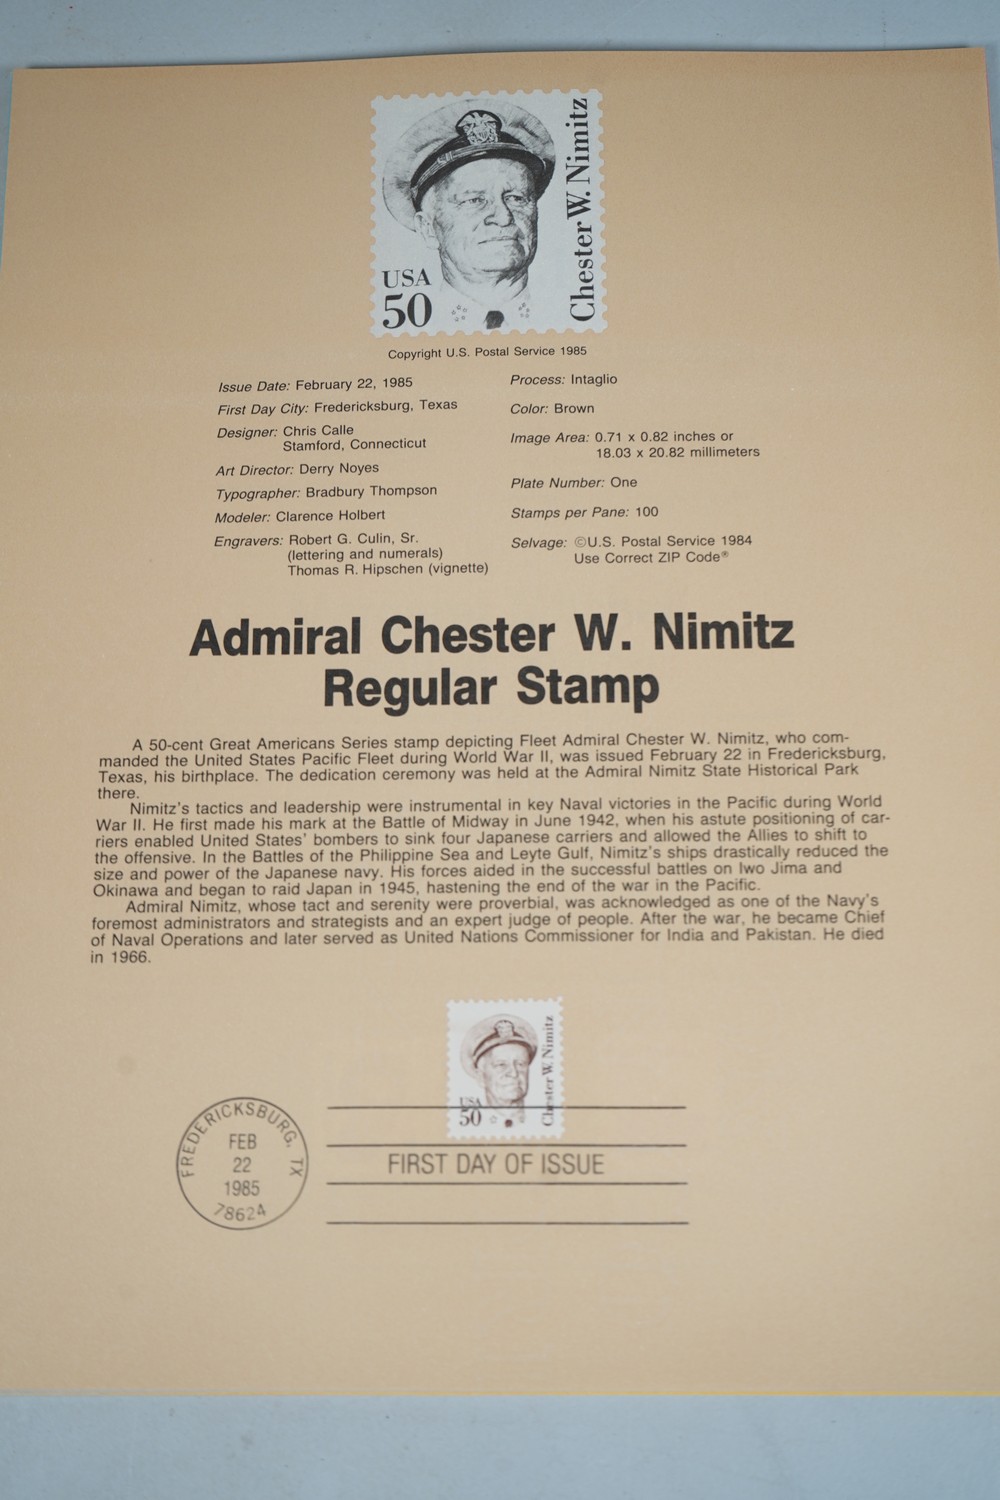 USA
50
Chester W. Nimitz
Copyright U.S. Postal Service 1985
Issue Date: February 22, 1985
First Day City: Fredericksburg, Texas
Designer: Chris Calle
Stamford, Connecticut
Art Director: Derry Noyes
Typographer: Bradbury Thompson
Modeler: Clarence Holbert
Engravers: Robert G. Culin, Sr.
(lettering and numerals)
Thomas R. Hipschen (vignette)
Process: Intaglio
Color: Brown
Image Area: 0.71 x 0.82 inches or
18.03 x 20.82 millimeters
Plate Number: One
Stamps per Pane: 100
Selvage: ©U.S. Postal Service 1984
Use Correct ZIP Code®
Admiral Chester W. Nimitz
Regular Stamp
A 50-cent Great Americans Series stamp depicting Fleet Admiral Chester W. Nimitz, who com-
manded the United States Pacific Fleet during World War II, was issued February 22 in Fredericksburg,
Texas, his birthplace. The dedication ceremony was held at the Admiral Nimitz State Historical Park
there.
Nimitz's tactics and leadership were instrumental in key Naval victories in the Pacific during World
War II. He first made his mark at the Battle of Midway in June 1942, when his astute positioning of car-
riers enabled United States' bombers to sink four Japanese carriers and allowed the Allies to shift to
the offensive. In the Battles of the Philippine Sea and Leyte Gulf, Nimitz's ships drastically reduced the
size and power of the Japanese navy. His forces aided in the successful battles on Iwo Jima and
Okinawa and began to raid Japan in 1945, hastening the end of the war in the Pacific.
Admiral Nimitz, whose tact and serenity were proverbial, was acknowledged as one of the Navy's
foremost administrators and strategists and an expert judge of people. After the war, he became Chief
of Naval Operations and later served as United Nations Commissioner for India and Pakistan. He died
in 1966.
USA
50
Chester W. Nimitz
FREDERICKSBURG, TX
FEB
22
1985
78624
FIRST DAY OF ISSUE